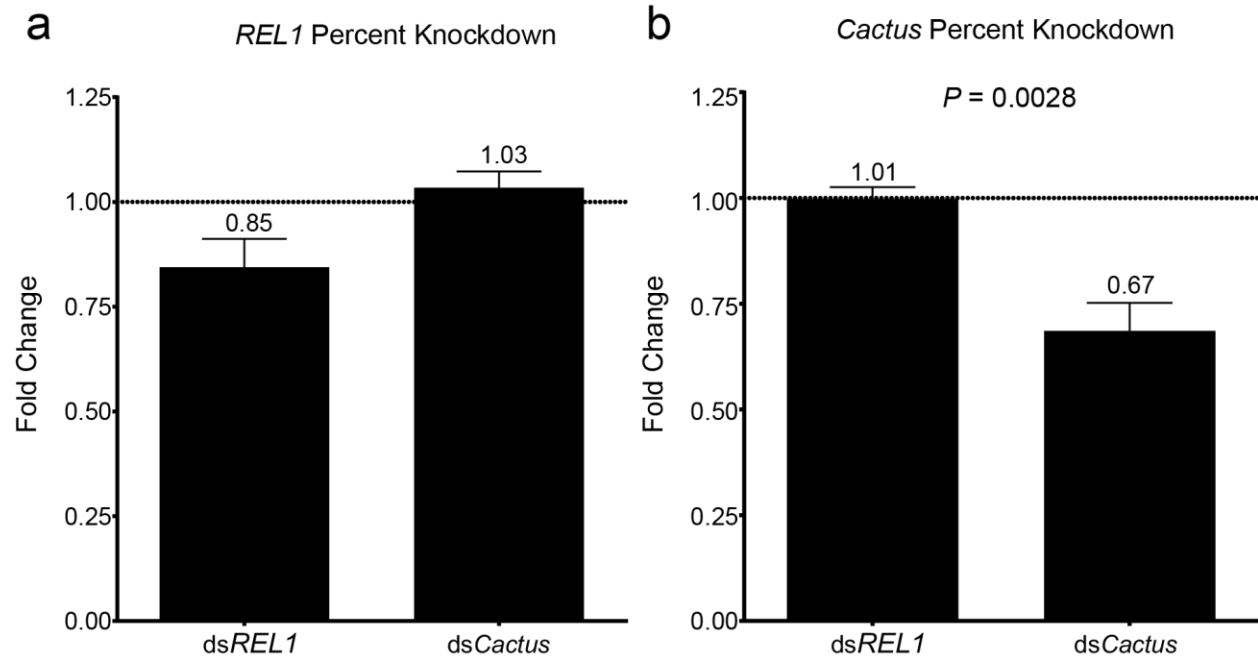 a
REL1 Percent Knockdown
Fold Change
1.25
1.00
0.75
0.50
0.25
0.00
0.85
1.03
dsREL1
dsCactus
b
Cactus Percent Knockdown
P = 0.0028
Fold Change
1.25
1.00
0.75
0.50
0.25
0.00
1.01
0.67
dsREL1
dsCactus